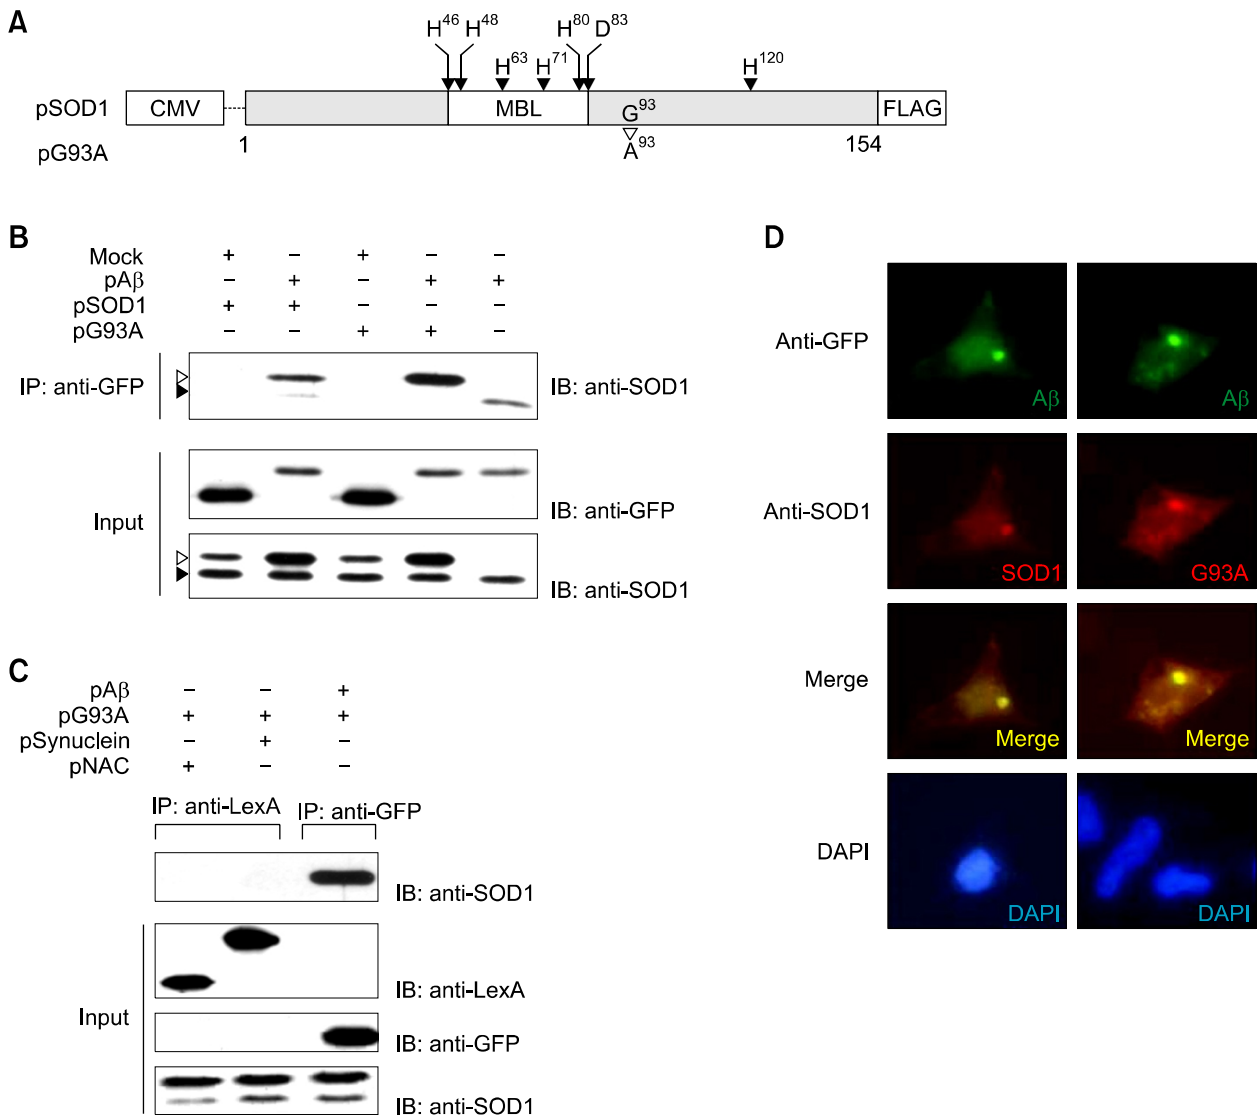 A
H46 H48 H80 D83
H63 H71 H120
pSOD1 CMV MBL G93 FLAG
pG93A 1 A93 154
B
Mock + – + – –
pAβ – + – + +
pSOD1 + + – – –
pG93A – – + + –
IP: anti-GFP IB: anti-SOD1
Input
IB: anti-GFP
IB: anti-SOD1
C
pAβ – – +
pG93A + + +
pSynuclein – + –
pNAC + – –
IP: anti-LexA IP: anti-GFP
IB: anti-SOD1
Input
IB: anti-LexA
IB: anti-GFP
IB: anti-SOD1
D
Anti-GFP Aβ Aβ
Anti-SOD1 SOD1 G93A
Merge Merge Merge
DAPI DAPI DAPI